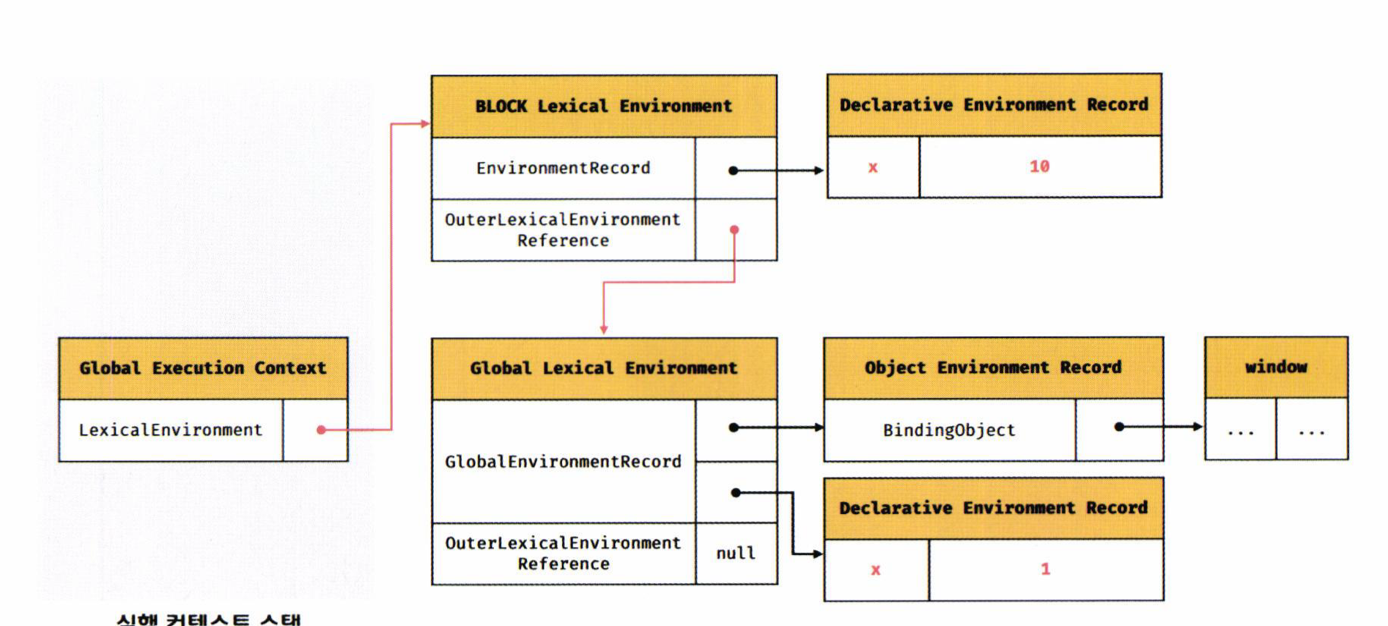 BLOCK Lexical Environment
Declarative Environment Record
EnvironmentRecord
x
10
OuterLexicalEnvironment
Reference
Global Execution Context
LexicalEnvironment
Global Lexical Environment
Object Environment Record
window
GlobalEnvironmentRecord
BindingObject
...
...
Declarative Environment Record
OuterLexicalEnvironment
Reference
null
x
1
실행 컨텍스트 스택